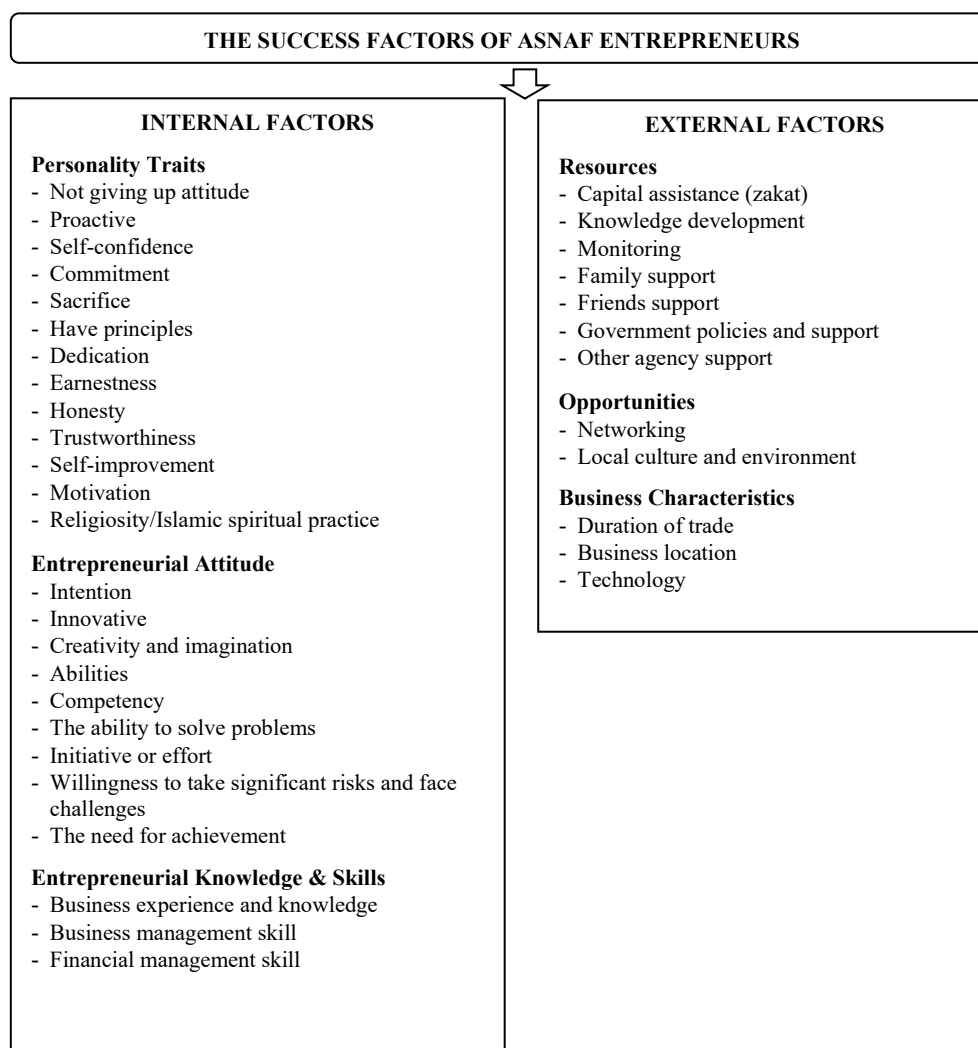 THE SUCCESS FACTORS OF ASNAF ENTREPRENEURS
INTERNAL FACTORS
Personality Traits
- Not giving up attitude
- Proactive
- Self-confidence
- Commitment
- Sacrifice
- Have principles
- Dedication
- Earnestness
- Honesty
- Trustworthiness
- Self-improvement
- Motivation
- Religiosity/Islamic spiritual practice
Entrepreneurial Attitude
- Intention
- Innovative
- Creativity and imagination
- Abilities
- Competency
- The ability to solve problems
- Initiative or effort
- Willingness to take significant risks and face
challenges
- The need for achievement
Entrepreneurial Knowledge & Skills
- Business experience and knowledge
- Business management skill
- Financial management skill
EXTERNAL FACTORS
Resources
- Capital assistance (zakat)
- Knowledge development
- Monitoring
- Family support
- Friends support
- Government policies and support
- Other agency support
Opportunities
- Networking
- Local culture and environment
Business Characteristics
- Duration of trade
- Business location
- Technology